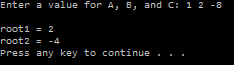 Enter a value for A, B, and C: 1 2 -8
root1 = 2
root2 = -4
Press any key to continue . . .